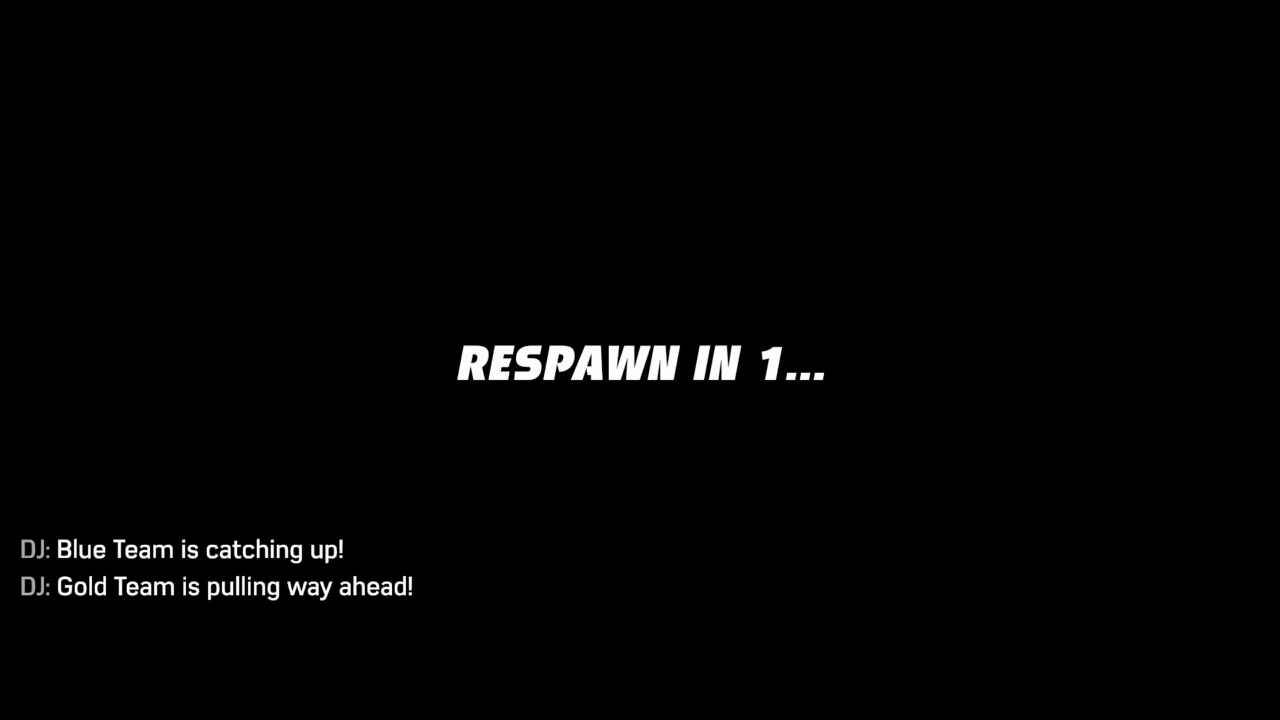 RESPAWN IN 1...
DJ: Blue Team is catching up!
DJ: Gold Team is pulling way ahead!